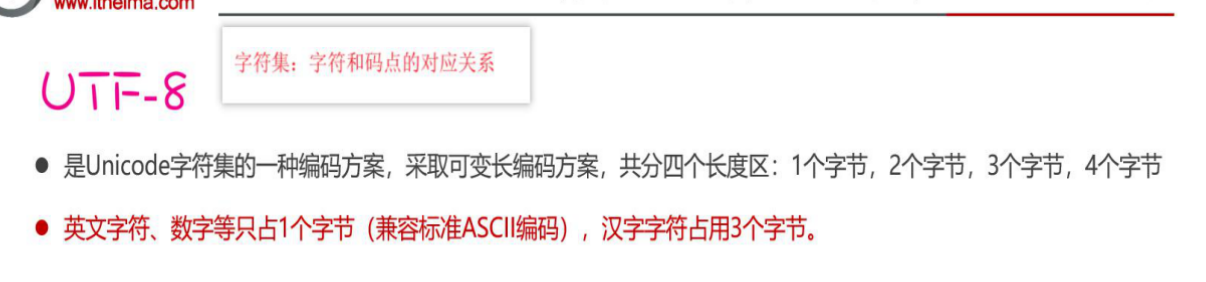 www.itheima.com
字符集：字符和码点的对应关系
UTF-8
● 是Unicode字符集的一种编码方案，采取可变长编码方案，共分四个长度区：1个字节，2个字节，3个字节，4个字节
● 英文字符、数字等只占1个字节（兼容标准ASCII编码），汉字字符占用3个字节。